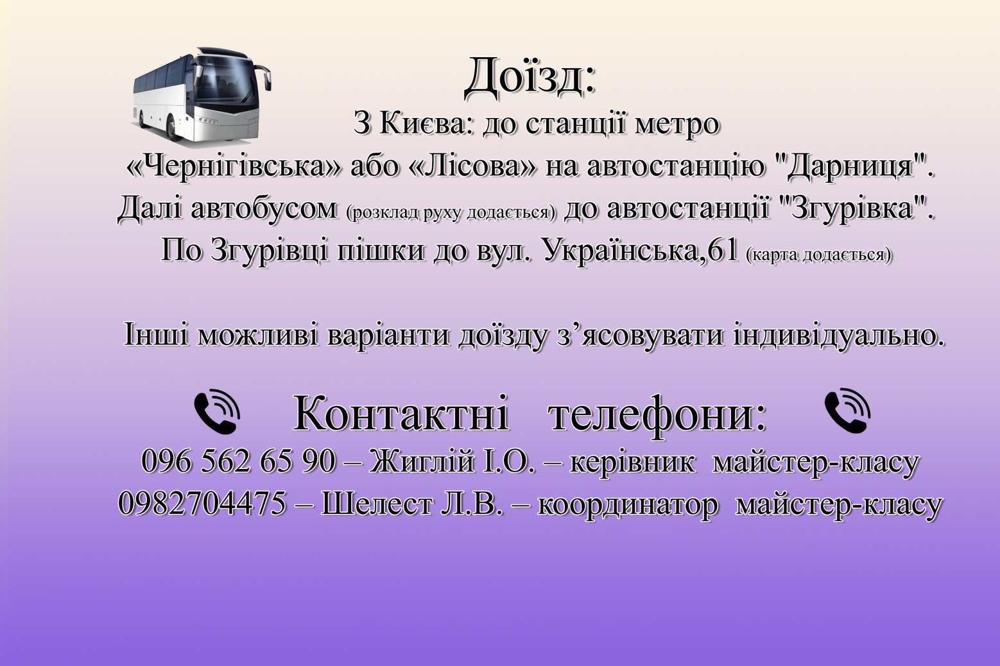 Доїзд:
З Києва: до станції метро
«Чернігівська» або «Лісова» на автостанцію "Дарниця".
Далі автобусом (розклад руху додається) до автостанції "Згурівка".
По Згурівці пішки до вул. Українська,61 (карта додається)
Інші можливі варіанти доїзду з’ясовувати індивідуально.
Контактні телефони:
096 562 65 90 – Жиглій І.О. – керівник майстер-класу
0982704475 – Шелест Л.В. – координатор майстер-класу